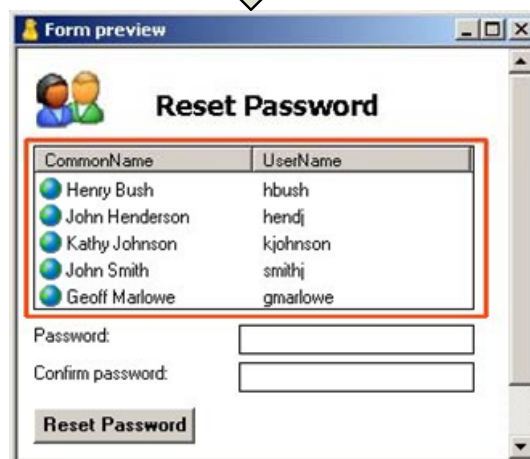 Form preview
Reset Password
CommonName UserName
Henry Bush hbush
John Henderson hendj
Kathy Johnson kjohnson
John Smith smithj
Geoff Marlowe gmarlowe
Password:
Confirm password:
Reset Password